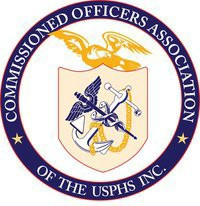 COMMISSIONED OFFICERS ASSOCIATION
OF THE USPHS INC.